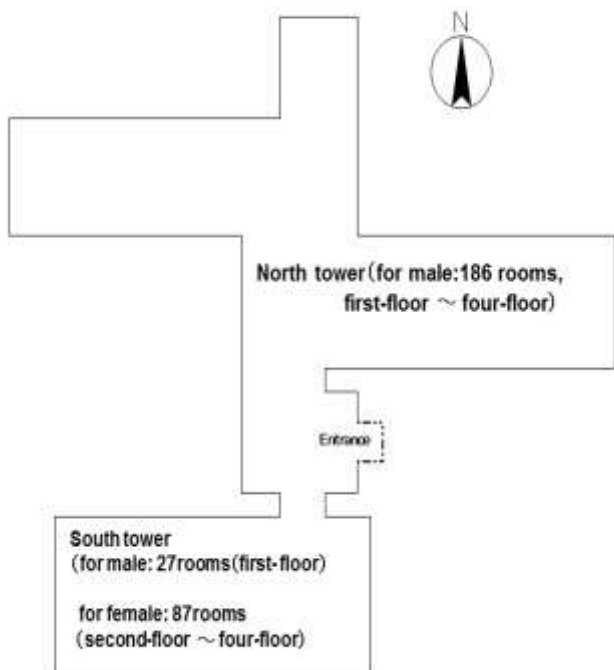 N
North tower(for male:186 rooms,
first-floor ～ four-floor)
Entrance
South tower
(for male: 27rooms(first-floor)
for female: 87rooms
(second-floor ～ four-floor)